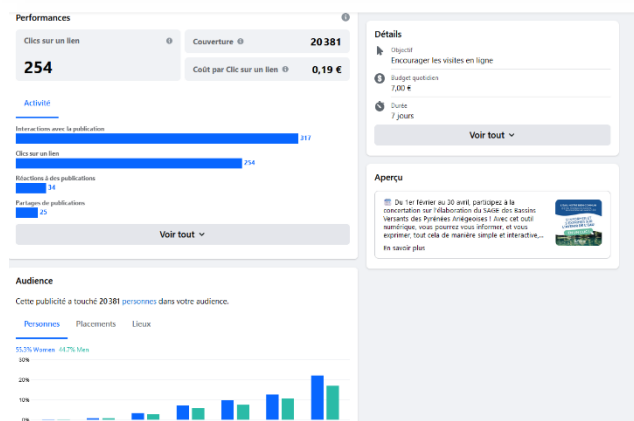 Performances
Clics sur un lien
254
Couverture
20 381
Coût par Clic sur un lien
0,19 €
Activité
Interactions avec la publication
317
Clics sur un lien
254
Réactions à des publications
34
Partages de publications
25
Voir tout
Audience
Cette publicité a touché 20 381 personnes dans votre audience.
Personnes Placements Lieux
55.3% Women 44.7% Men
30%
20%
10%
0%
Détails
Objectif
Encourager les visites en ligne
Budget quotidien
7,00 €
Durée
7 jours
Voir tout
Aperçu
Du 1er février au 30 avril, participez à la
concertation sur l'élaboration du SAGE des Bassins
Versants des Pyrénées Ariégeoises ! Avec cet outil
numérique, vous pourrez vous informer, et vous
exprimer, tout cela de manière simple et interactive,...
En savoir plus